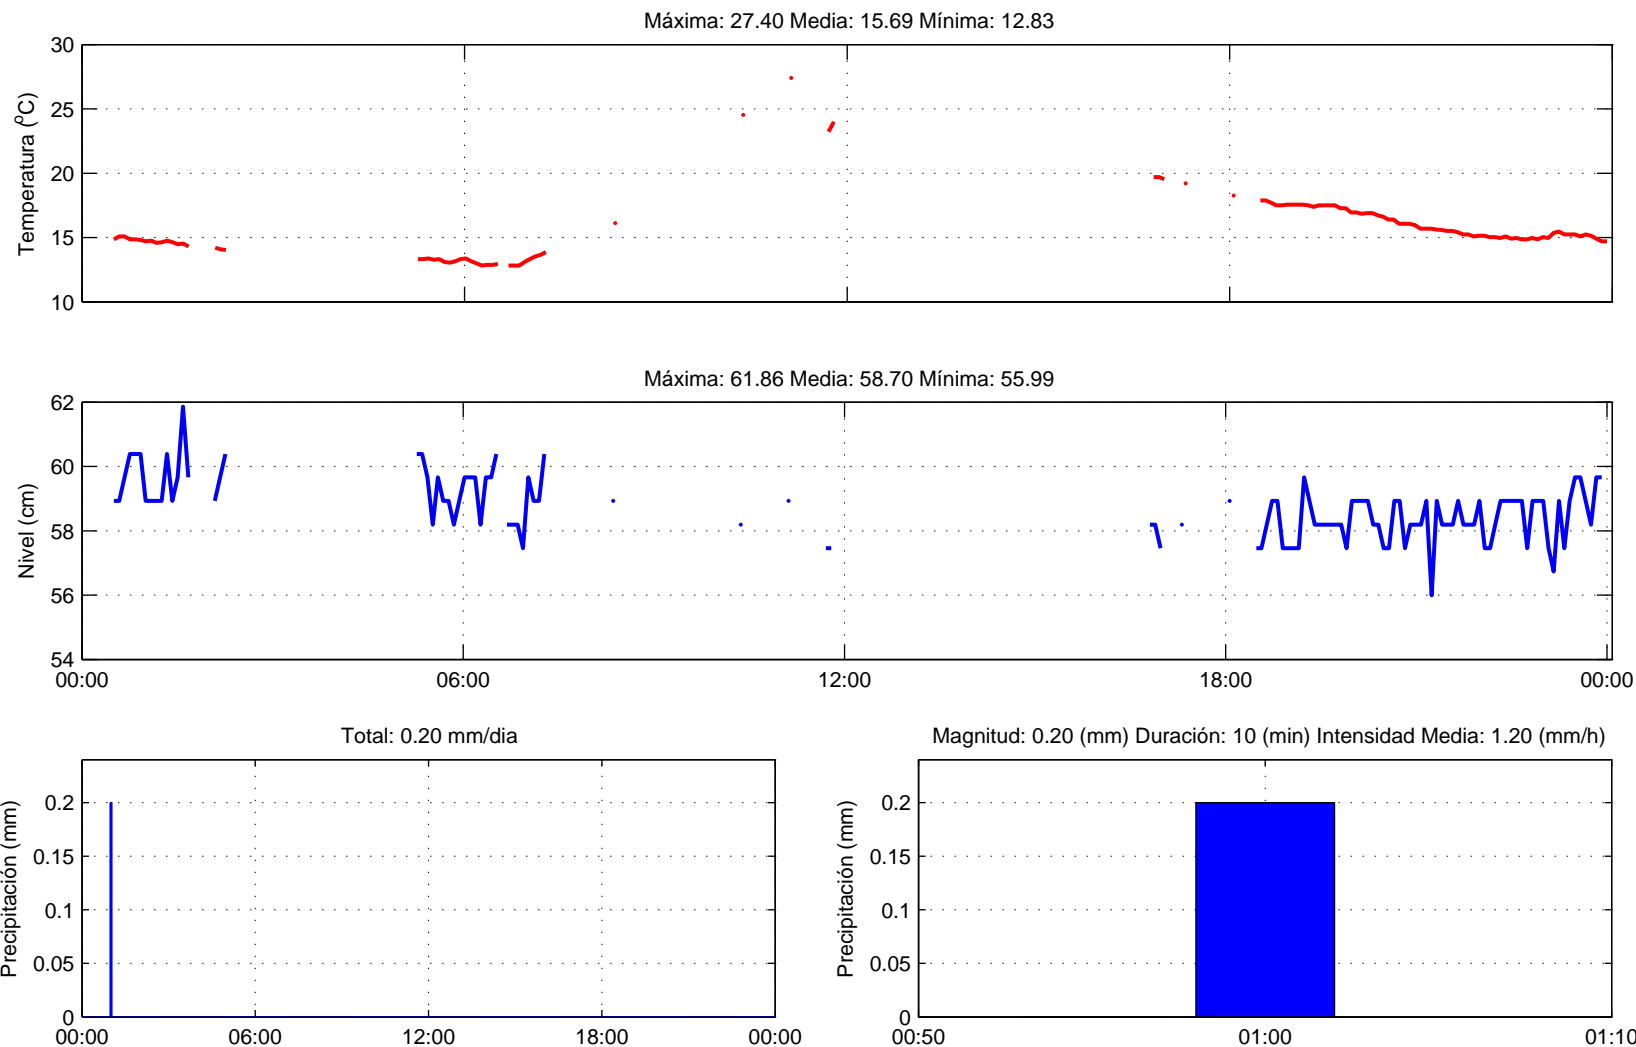 Máxima: 27.40 Media: 15.69 Mínima: 12.83
Temperatura (ºC)
30
25
20
15
10
Máxima: 61.86 Media: 58.70 Mínima: 55.99
Nivel (cm)
62
60
58
56
54
00:00 06:00 12:00 18:00 00:00
Total: 0.20 mm/dia
Precipitación (mm)
0.2
0.15
0.1
0.05
0
00:00 06:00 12:00 18:00 00:00
Magnitud: 0.20 (mm) Duración: 10 (min) Intensidad Media: 1.20 (mm/h)
Precipitación (mm)
0.2
0.15
0.1
0.05
0
00:50 01:00 01:10